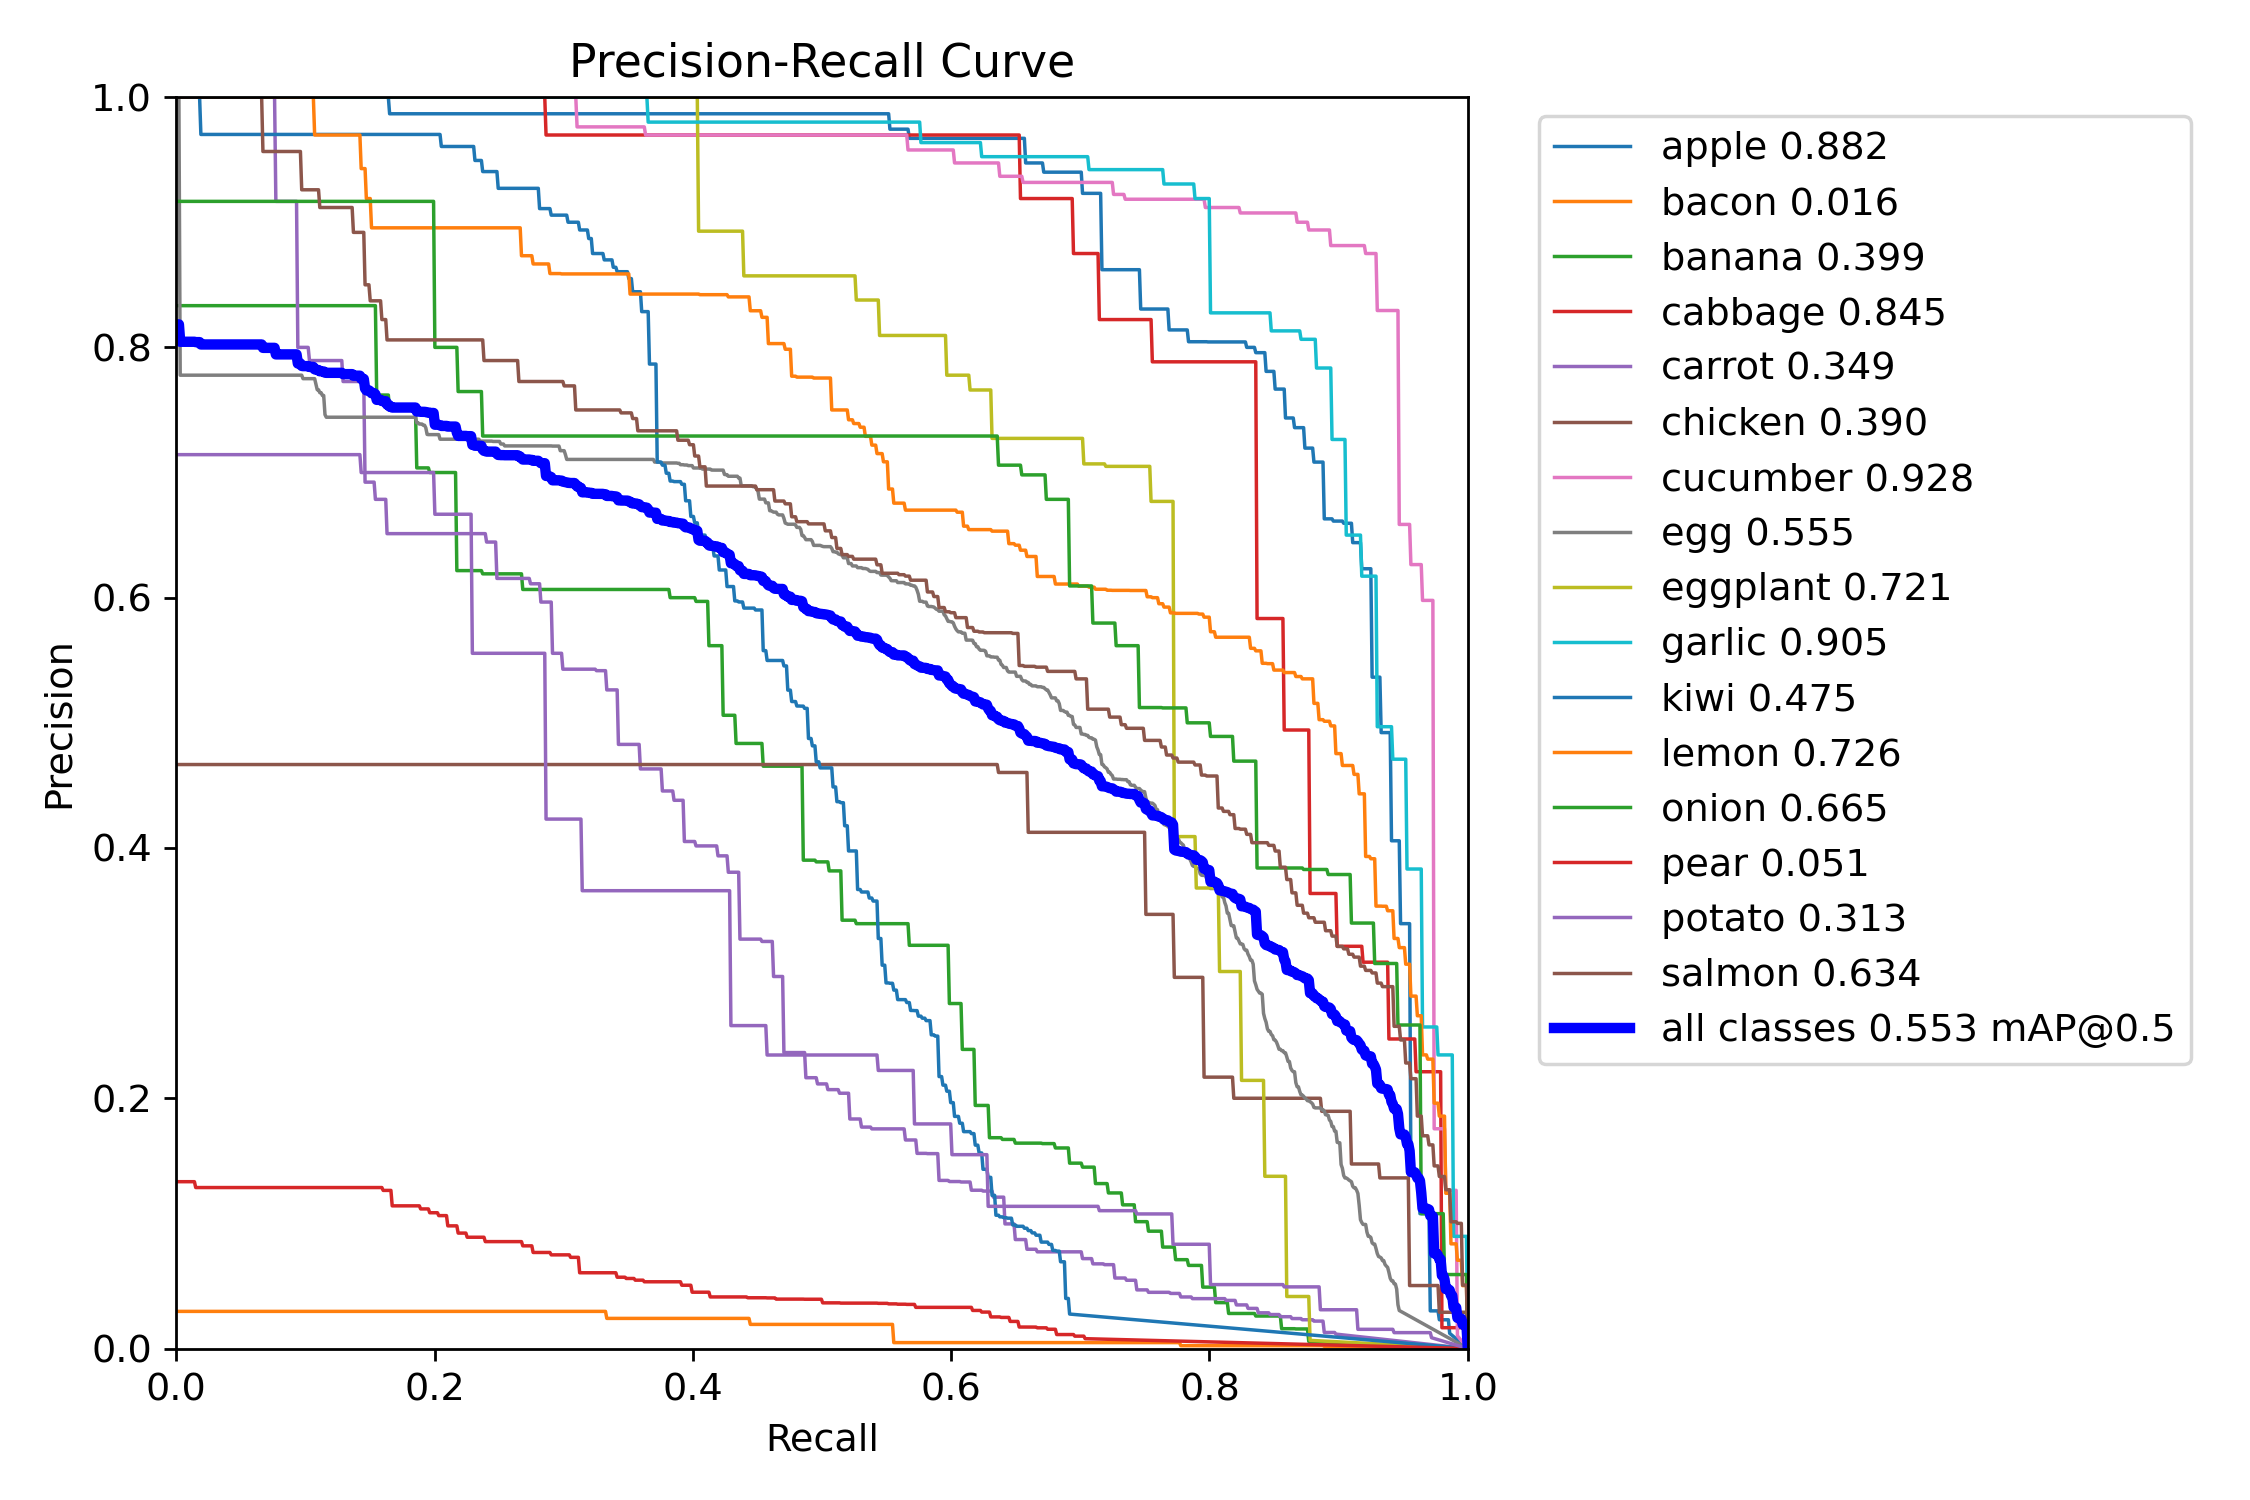 Precision-Recall Curve
1.0
0.8
0.6
0.4
0.2
0.0
Precision
0.0 0.2 0.4 0.6 0.8 1.0
Recall
apple 0.882
bacon 0.016
banana 0.399
cabbage 0.845
carrot 0.349
chicken 0.390
cucumber 0.928
egg 0.555
eggplant 0.721
garlic 0.905
kiwi 0.475
lemon 0.726
onion 0.665
pear 0.051
potato 0.313
salmon 0.634
all classes 0.553 mAP@0.5